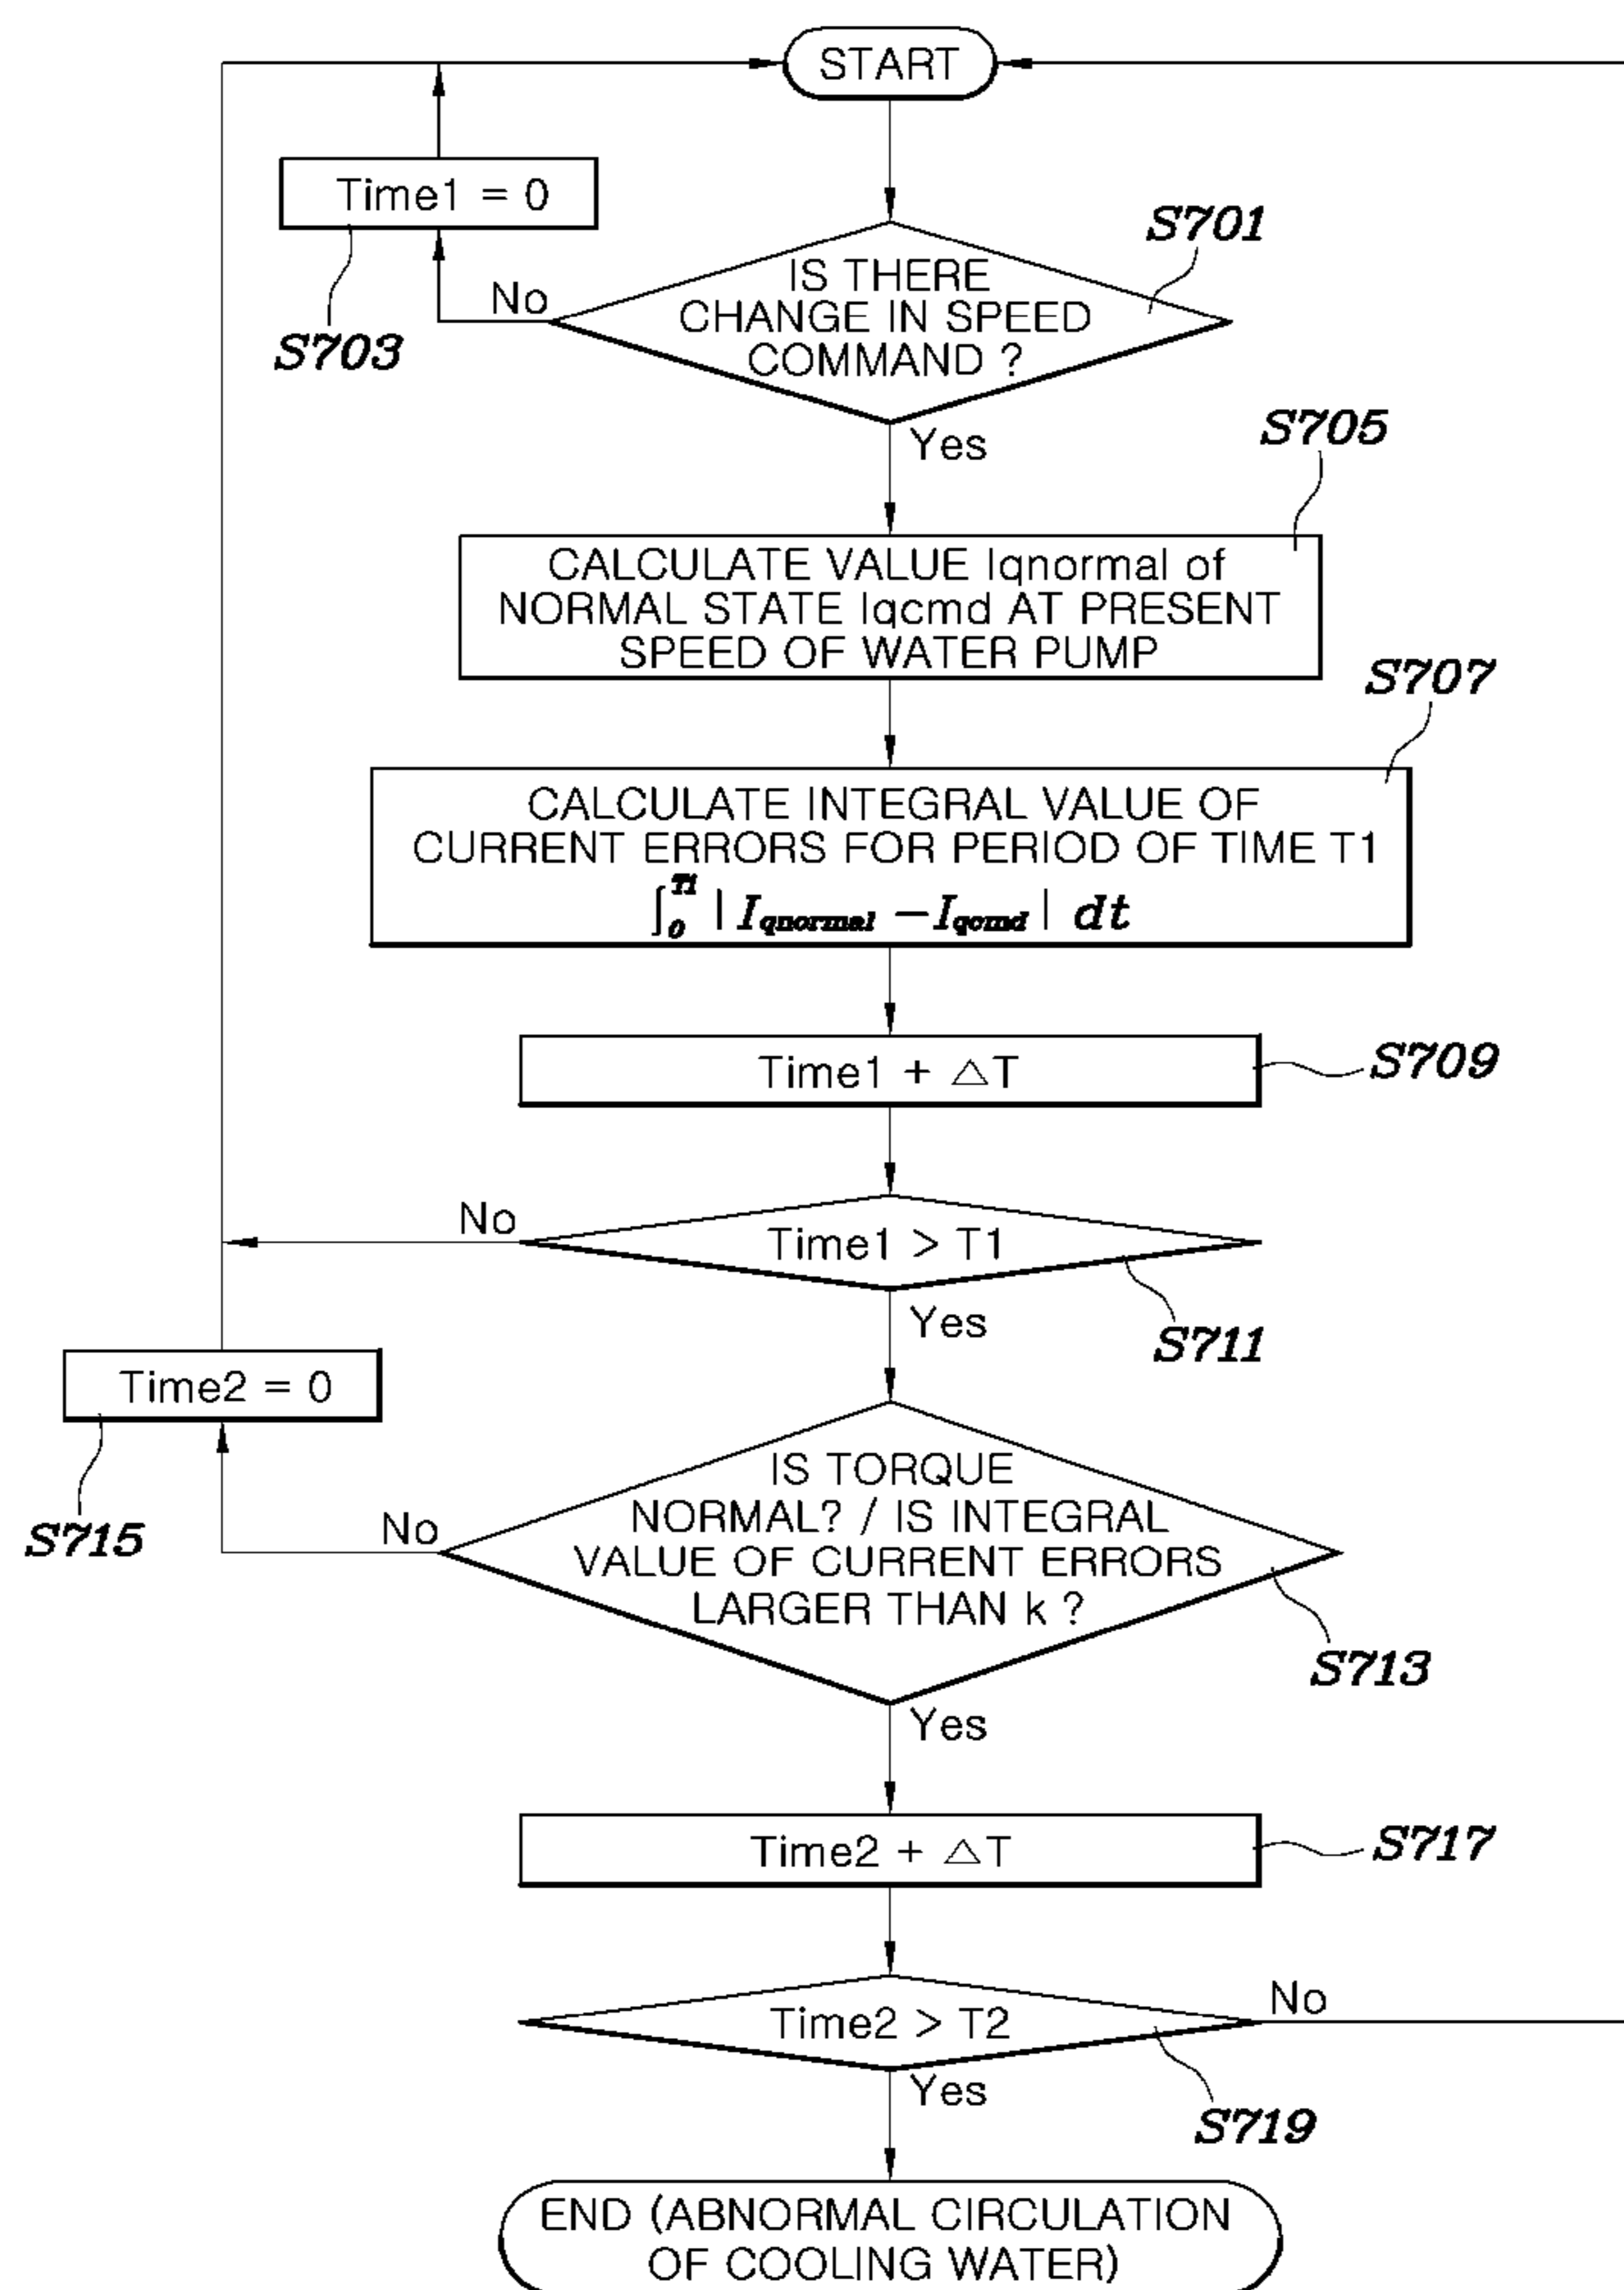 START
Time1 = 0
S701
IS THERE
CHANGE IN SPEED
COMMAND ?
No
S703
Yes
S705
CALCULATE VALUE Iqnormal of
NORMAL STATE Iqcmd AT PRESENT
SPEED OF WATER PUMP
S707
CALCULATE INTEGRAL VALUE OF
CURRENT ERRORS FOR PERIOD OF TIME T1
∫₀^T1 | Iqnormal − Iqcmd | dt
Time1 + △T
S709
No
Time1 > T1
Yes
S711
Time2 = 0
IS TORQUE
NORMAL? / IS INTEGRAL
VALUE OF CURRENT ERRORS
LARGER THAN k ?
No
S715
S713
Yes
Time2 + △T
S717
No
Time2 > T2
Yes
S719
END (ABNORMAL CIRCULATION
OF COOLING WATER)